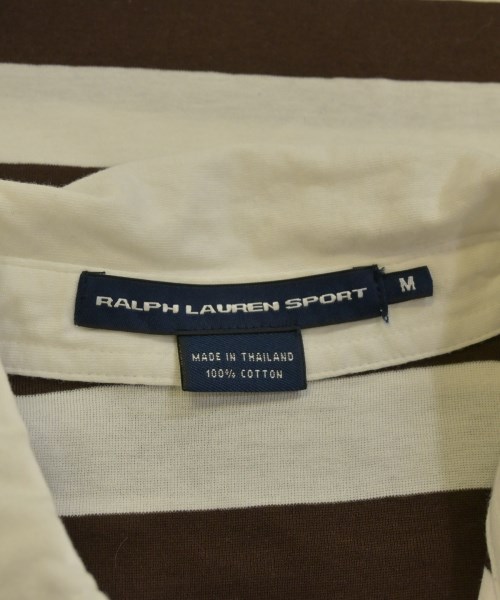 RALPH LAUREN SPORT
M
MADE IN THAILAND
100% COTTON